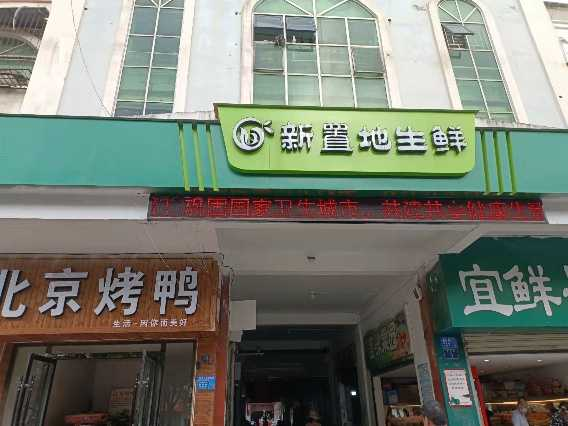 新置地生鲜
巩固国家卫生城市，共建共享健康生活
北京烤鸭
生活·因你而美好
宜鲜